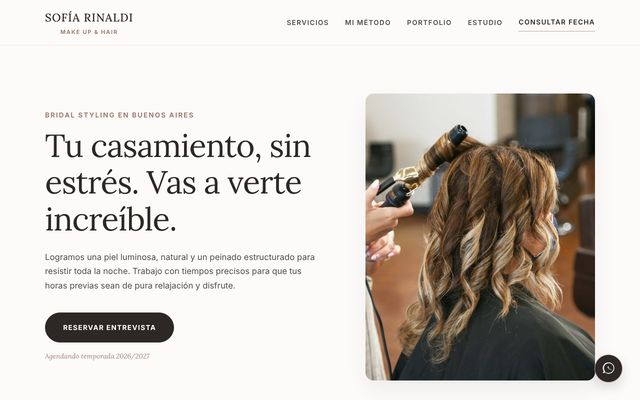 SOFÍA RINALDI
MAKE UP & HAIR
SERVICIOS
MI MÉTODO
PORTFOLIO
ESTUDIO
CONSULTAR FECHA
BRIDAL STYLING EN BUENOS AIRES
Tu casamiento, sin
estrés. Vas a verte
increíble.
Logramos una piel luminosa, natural y un peinado estructurado para
resistir toda la noche. Trabajo con tiempos precisos para que tus
horas previas sean de pura relajación y disfrute.
RESERVAR ENTREVISTA
Agendando temporada 2026/2027